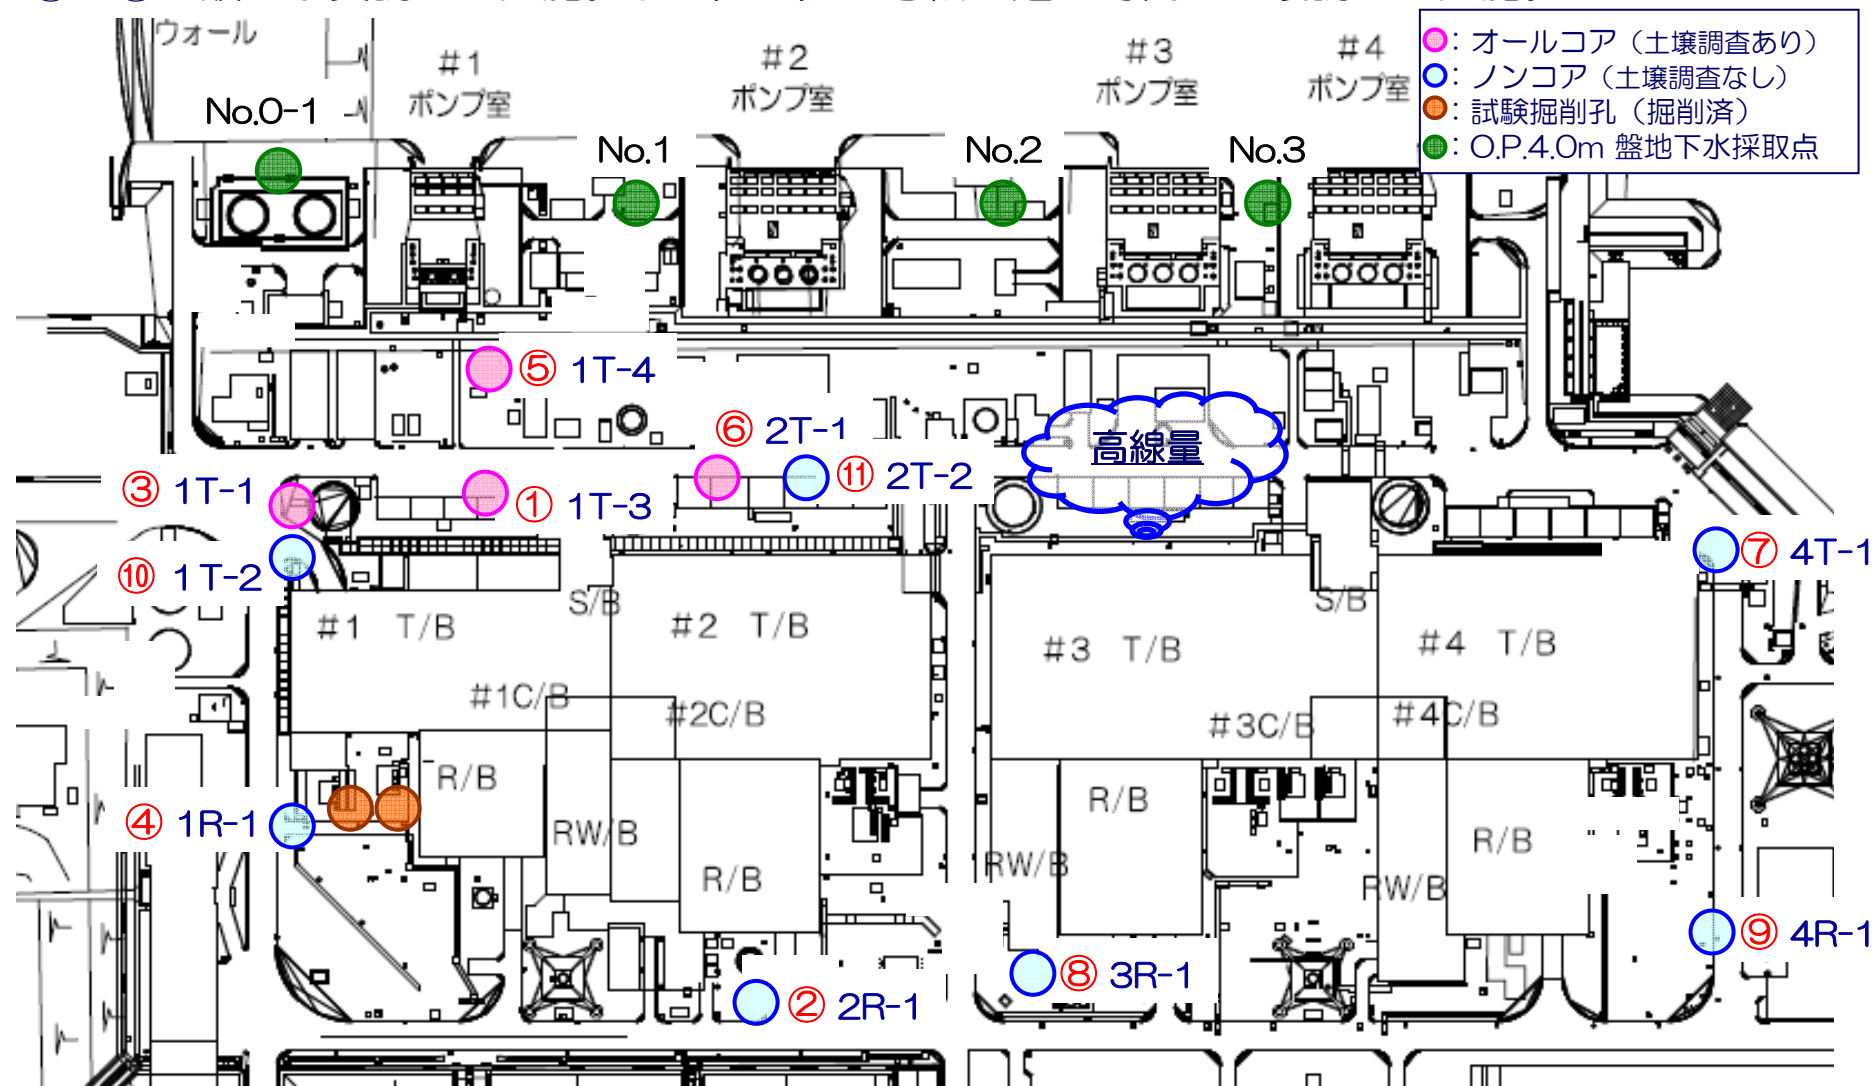 ウォール
#1
ポンプ室
#2
ポンプ室
#3
ポンプ室
#4
ポンプ室
：オールコア（土壌調査あり）
：ノンコア（土壌調査なし）
：試験掘削孔（掘削済）
：O.P.4.0m 盤地下水採取点
No.0-1
No.1
No.2
No.3
⑤ 1T-4
⑥ 2T-1
高線量
③ 1T-1
① 1T-3
⑪ 2T-2
⑩ 1T-2
⑦ 4T-1
#1 T/B
S/B
#2 T/B
#3 T/B
S/B
#4 T/B
#1C/B
#2C/B
#3C/B
#4C/B
R/B
R/B
④ 1R-1
RW/B
R/B
RW/B
R/B
RW/B
⑨ 4R-1
② 2R-1
⑧ 3R-1